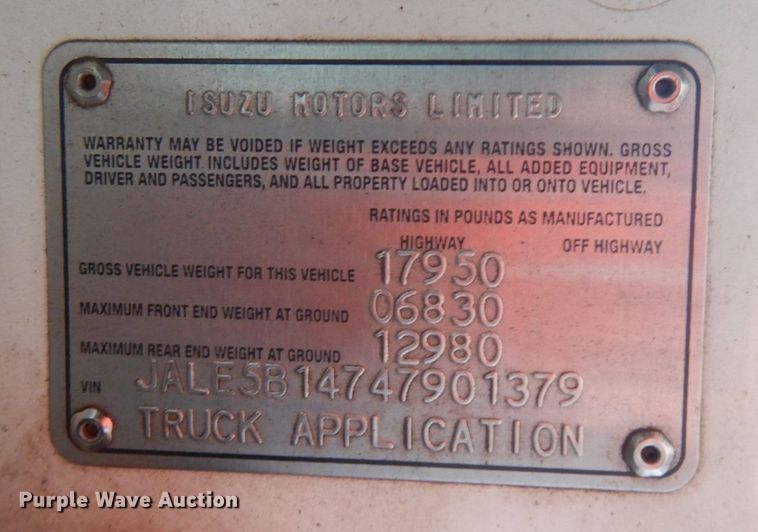 ISUZU MOTORS LIMITED
WARRANTY MAY BE VOIDED IF WEIGHT EXCEEDS ANY RATINGS SHOWN. GROSS
VEHICLE WEIGHT INCLUDES WEIGHT OF BASE VEHICLE, ALL ADDED EQUIPMENT,
DRIVER AND PASSENGERS, AND ALL PROPERTY LOADED INTO OR ONTO VEHICLE.
RATINGS IN POUNDS AS MANUFACTURED
HIGHWAY OFF HIGHWAY
GROSS VEHICLE WEIGHT FOR THIS VEHICLE 17950
MAXIMUM FRONT END WEIGHT AT GROUND 06830
MAXIMUM REAR END WEIGHT AT GROUND 12980
VIN JALE5B14747901379
TRUCK APPLICATION
Purple Wave Auction